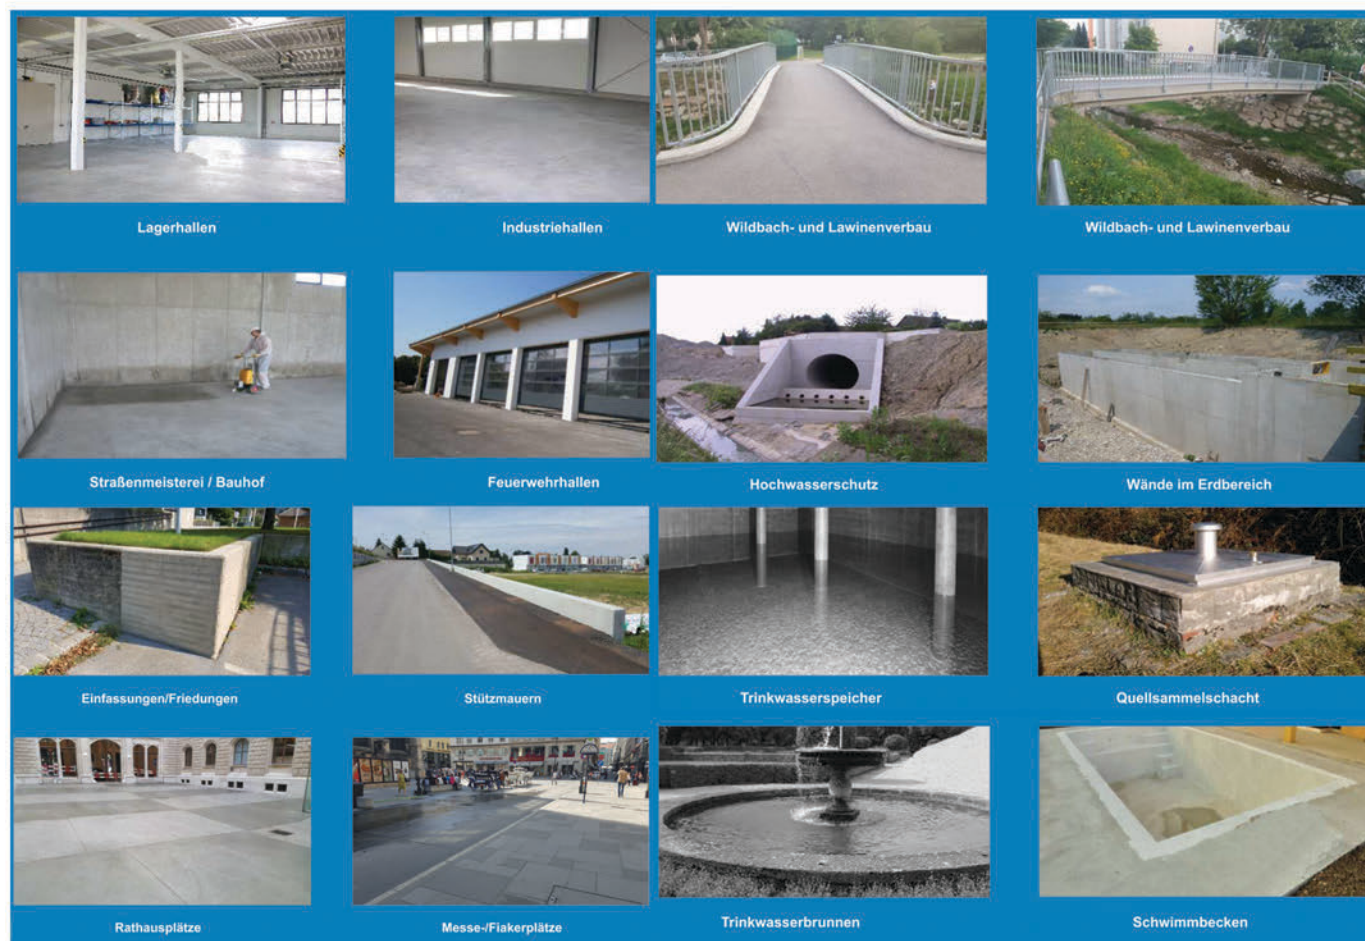 Lagerhallen
Industriehallen
Wildbach- und Lawinenverbau
Wildbach- und Lawinenverbau
Straßenmeisterei / Bauhof
Feuerwehrhallen
Hochwasserschutz
Wände im Erdbereich
Einfassungen/Friedungen
Stützmauern
Trinkwasserspeicher
Quellsammelschacht
Rathausplätze
Messe-/Fiakerplätze
Trinkwasserbrunnen
Schwimmbecken